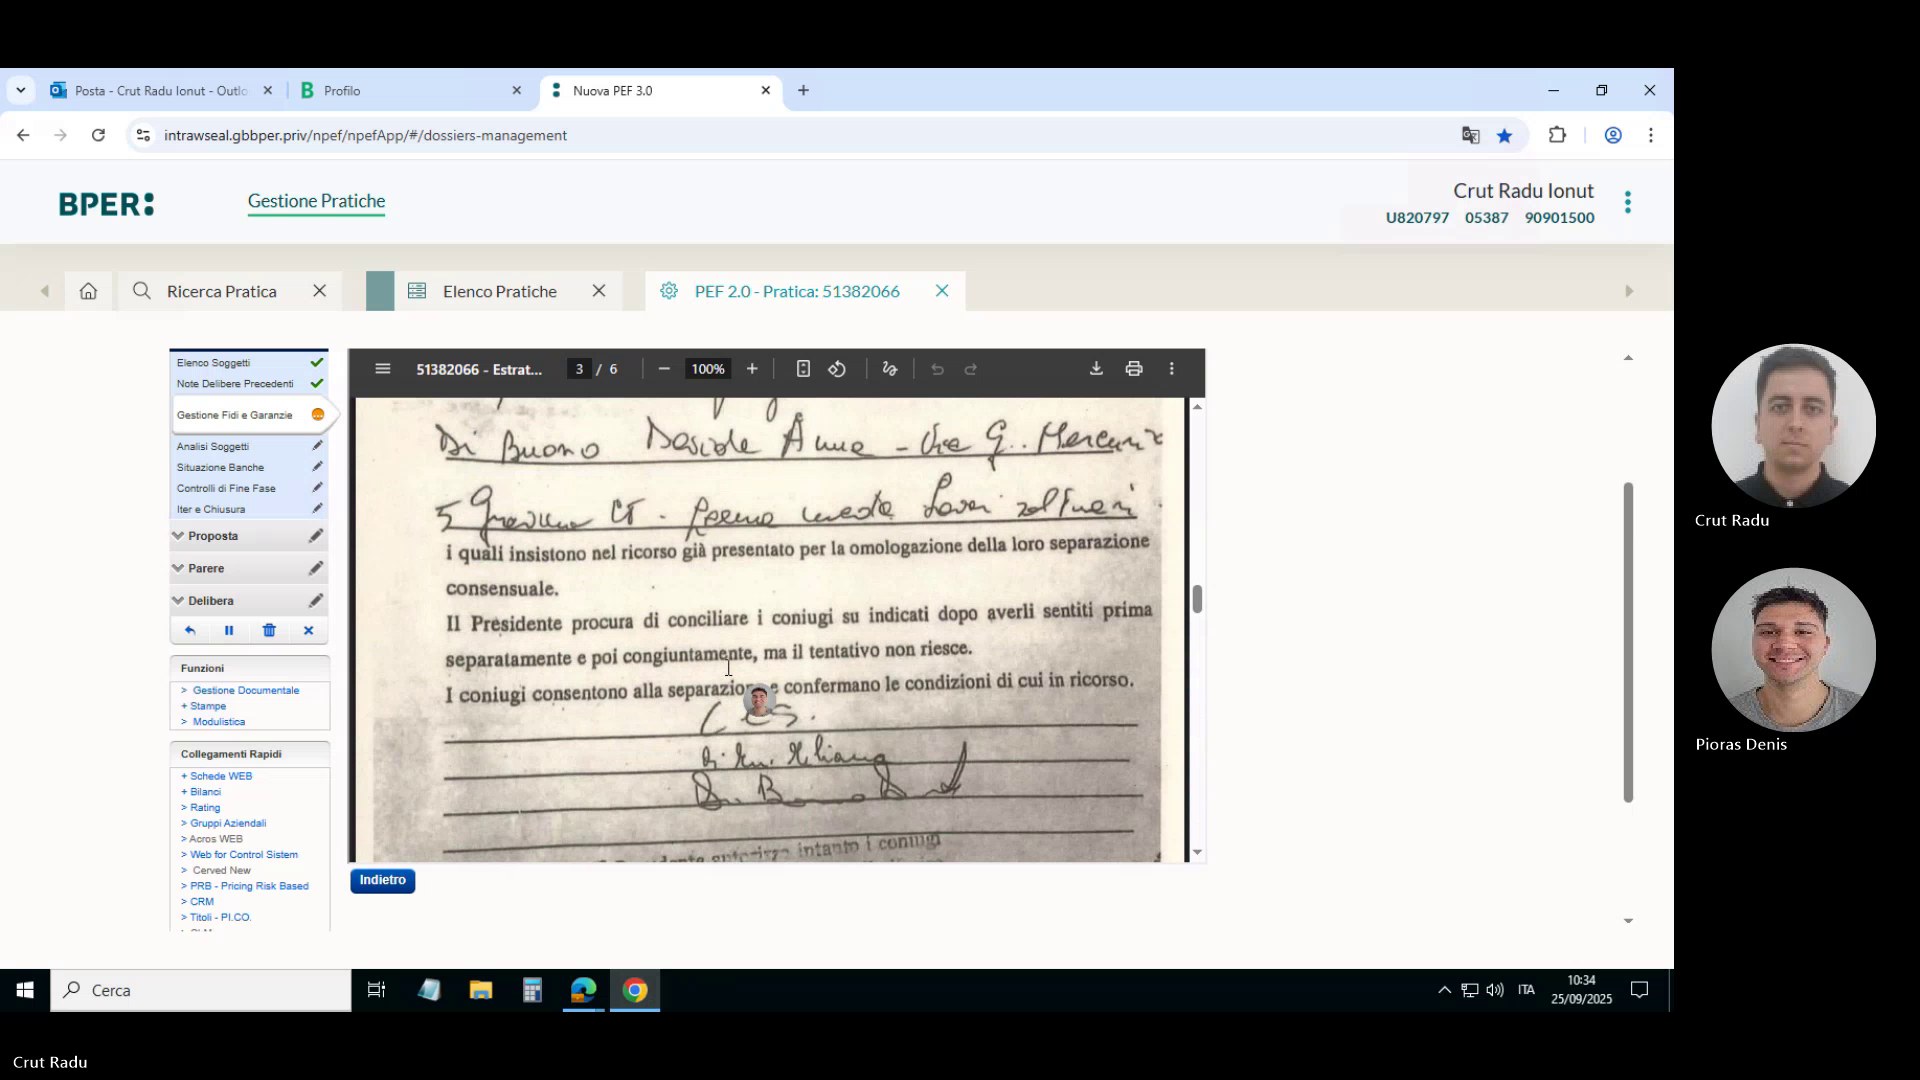 Posta - Crut Radu Ionut - Outlo
Profilo
Nuova PEF 3.0
intrawseal.gbbper.priv/npef/npefApp/#/dossiers-management
BPER:
Gestione Pratiche
Crut Radu Ionut
U820797 05387 90901500
Ricerca Pratica
Elenco Pratiche
PEF 2.0 - Pratica: 51382066
Elenco Soggetti
Note Delibere Precedenti
Gestione Fidi e Garanzie
Analisi Soggetti
Situazione Banche
Controlli di Fine Fase
Iter e Chiusura
Proposta
Parere
Delibera
Funzioni
> Gestione Documentale
+ Stampe
> Modulistica
Collegamenti Rapidi
+ Schede WEB
+ Bilanci
> Rating
> Gruppi Aziendali
> Acros WEB
> Web for Control Sistem
> Cerved New
> PRB - Pricing Risk Based
> CRM
> Titoli - PI.CO.
51382066 - Estrat...
3 / 6
100%
Di Buono Anna
5
i quali insistono nel ricorso già presentato per la omologazione della loro separazione
consensuale.
Il Presidente procura di conciliare i coniugi su indicati dopo averli sentiti prima
separatamente e poi congiuntamente, ma il tentativo non riesce.
I coniugi consentono alla separazione e confermano le condizioni di cui in ricorso.
intanto i coniugi
Indietro
Crut Radu
Pioras Denis
Cerca
ITA
10:34
25/09/2025
Crut Radu